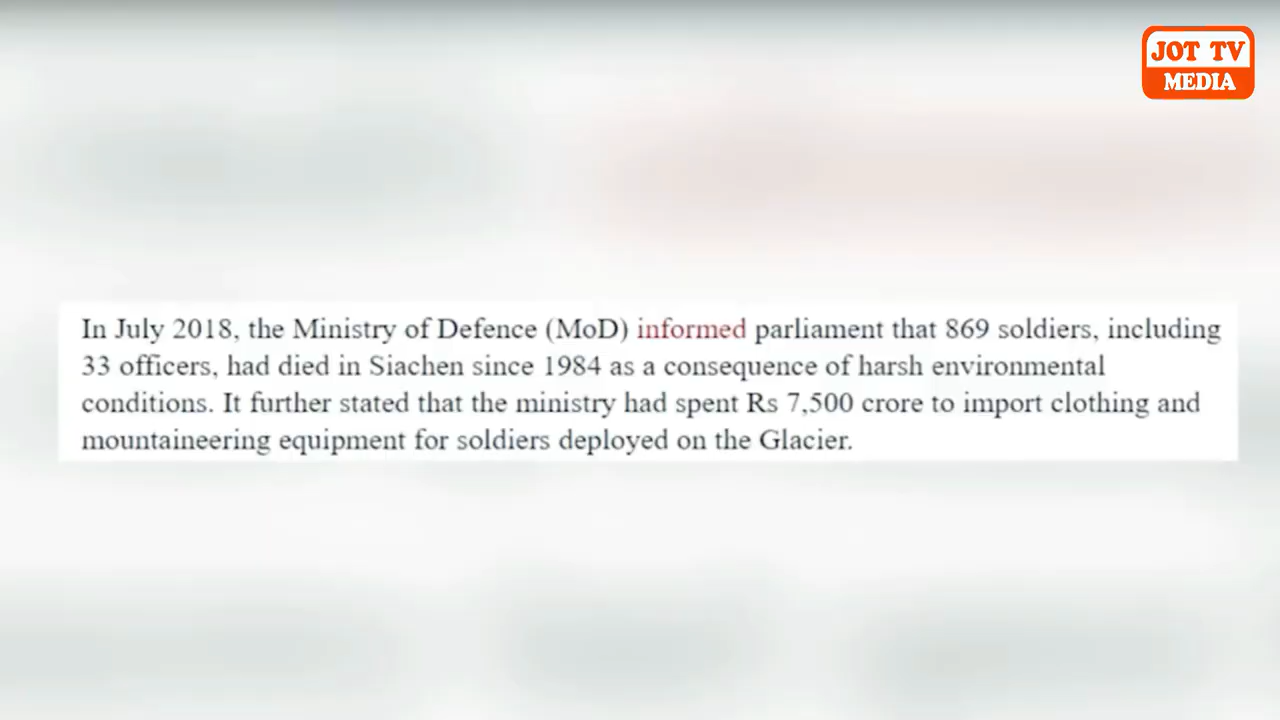 JOT TV
MEDIA
In July 2018, the Ministry of Defence (MoD) informed parliament that 869 soldiers, including
33 officers, had died in Siachen since 1984 as a consequence of harsh environmental
conditions. It further stated that the ministry had spent Rs 7,500 crore to import clothing and
mountaineering equipment for soldiers deployed on the Glacier.